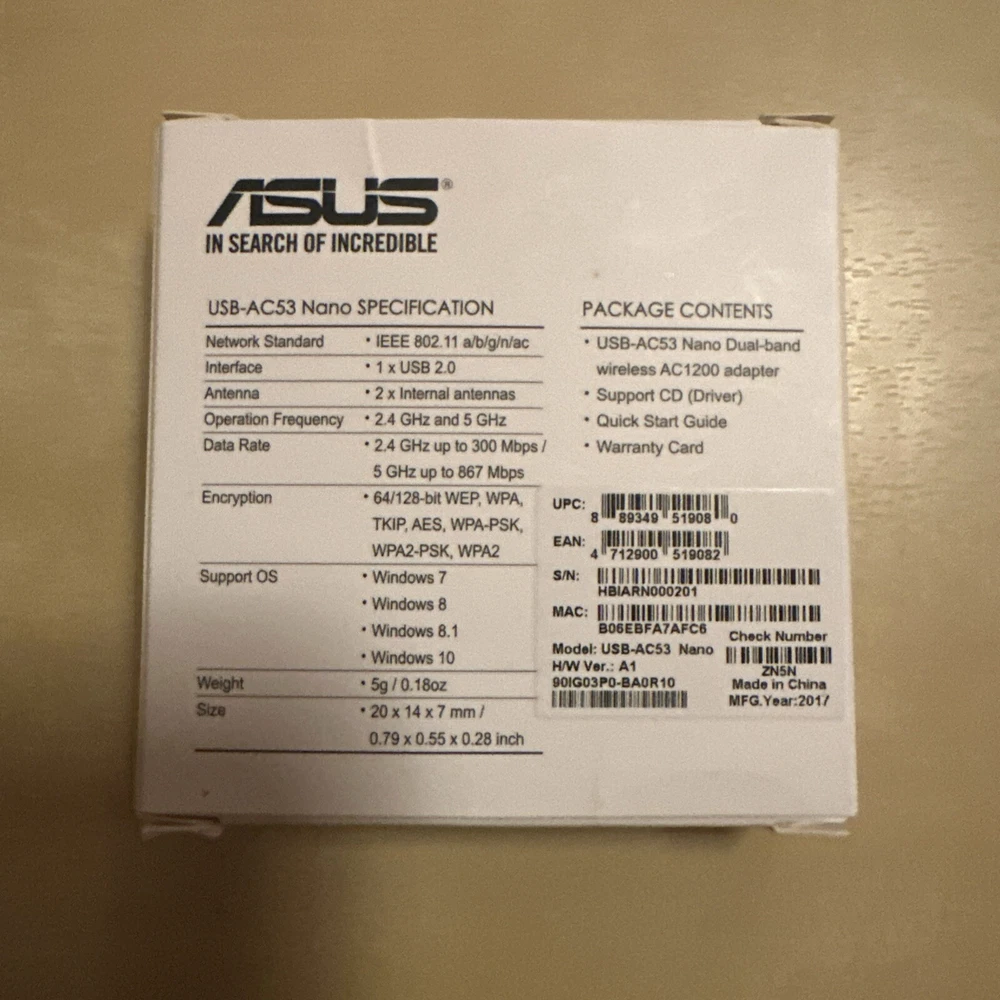 ASUS®
IN SEARCH OF INCREDIBLE
USB-AC53 Nano SPECIFICATION
Network Standard • IEEE 802.11 a/b/g/n/ac
Interface • 1 x USB 2.0
Antenna • 2 x Internal antennas
Operation Frequency • 2.4 GHz and 5 GHz
Data Rate • 2.4 GHz up to 300 Mbps /
5 GHz up to 867 Mbps
Encryption • 64/128-bit WEP, WPA,
TKIP, AES, WPA-PSK,
WPA2-PSK, WPA2
Support OS • Windows 7
• Windows 8
• Windows 8.1
• Windows 10
Weight • 5g / 0.18oz
Size • 20 x 14 x 7 mm /
0.79 x 0.55 x 0.28 inch
PACKAGE CONTENTS
• USB-AC53 Nano Dual-band
wireless AC1200 adapter
• Support CD (Driver)
• Quick Start Guide
• Warranty Card
UPC:
8 89349 51908 0
EAN:
4 712900 519082
S/N:
HBIARN000201
MAC:
B06EBFA7AFC6
Check Number
Model: USB-AC53 Nano
H/W Ver.: A1
ZN5N
90IG03P0-BA0R10
Made in China
MFG.Year:2017